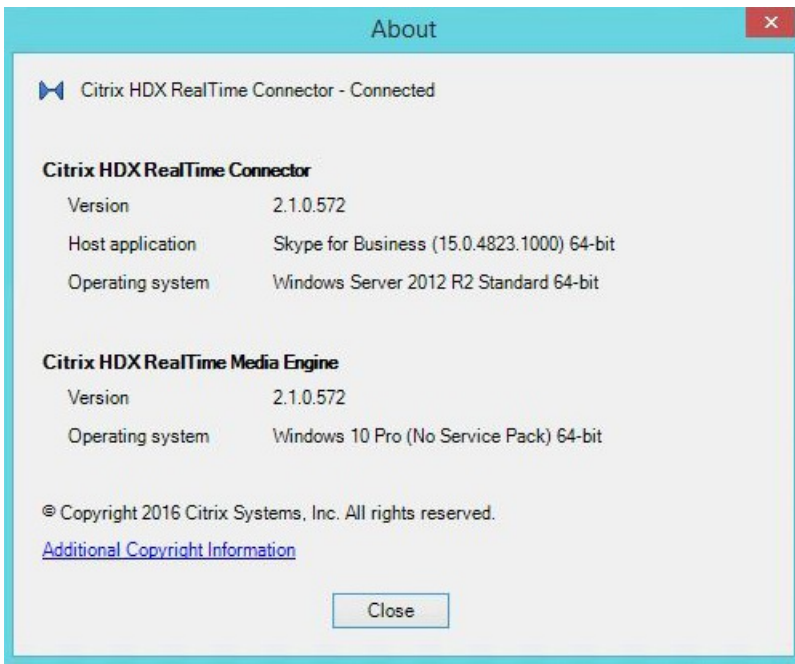 About
Citrix HDX RealTime Connector - Connected
Citrix HDX RealTime Connector
Version 2.1.0.572
Host application Skype for Business (15.0.4823.1000) 64-bit
Operating system Windows Server 2012 R2 Standard 64-bit
Citrix HDX RealTime Media Engine
Version 2.1.0.572
Operating system Windows 10 Pro (No Service Pack) 64-bit
© Copyright 2016 Citrix Systems, Inc. All rights reserved.
Additional Copyright Information
Close